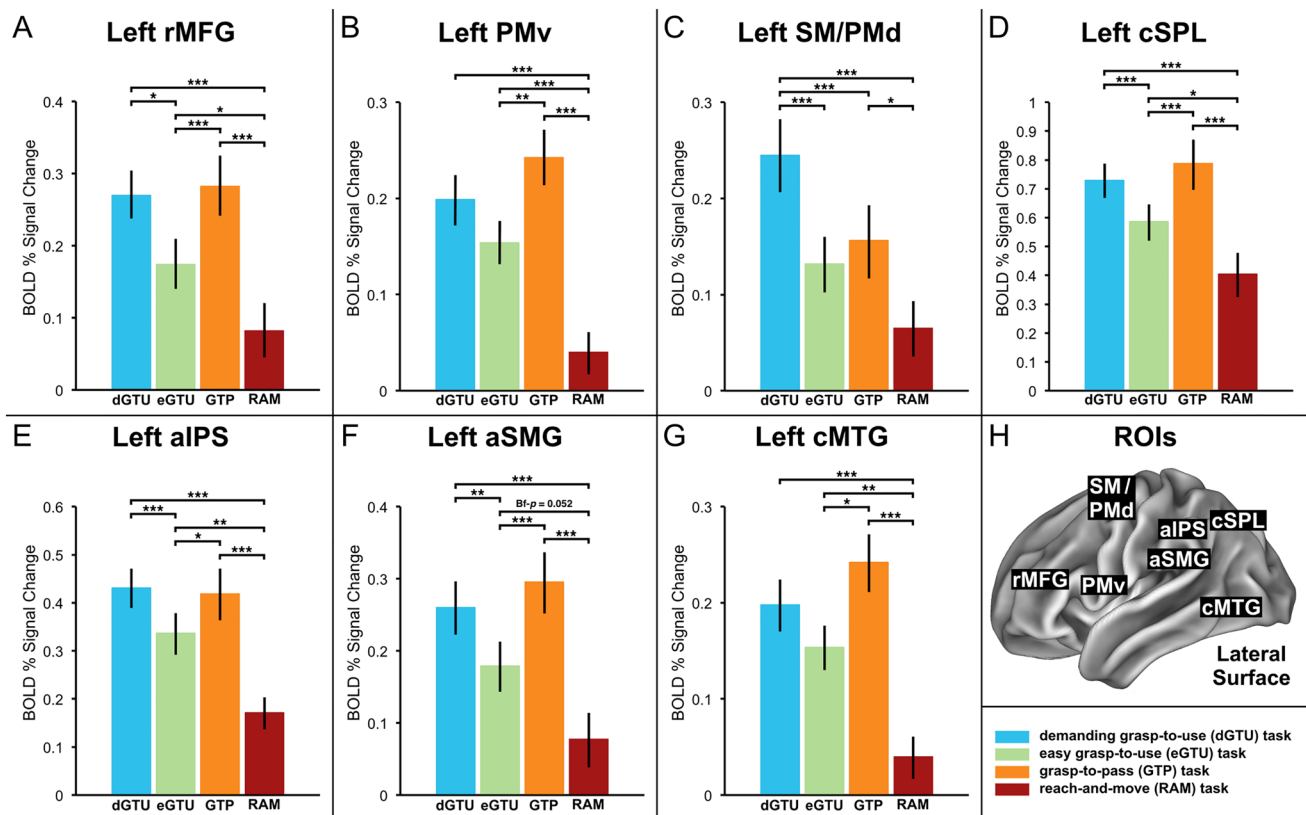 A Left rMFG
***
*
*
***
***
BOLD % Signal Change
0.4
0.3
0.2
0.1
0
dGTU eGTU GTP RAM
B Left PMv
***
***
**
***
BOLD % Signal Change
0.3
0.2
0.1
0
dGTU eGTU GTP RAM
C Left SM/PMd
***
***
***
*
BOLD % Signal Change
0.3
0.2
0.1
0
dGTU eGTU GTP RAM
D Left cSPL
***
***
*
***
***
BOLD % Signal Change
1
0.9
0.8
0.7
0.6
0.5
0.4
0.3
0.2
0.1
0
dGTU eGTU GTP RAM
E Left aIPS
***
***
**
*
***
BOLD % Signal Change
0.6
0.5
0.4
0.3
0.2
0.1
0
dGTU eGTU GTP RAM
F Left aSMG
***
**
Bf-p = 0.052
***
***
BOLD % Signal Change
0.4
0.3
0.2
0.1
0
dGTU eGTU GTP RAM
G Left cMTG
***
**
*
***
BOLD % Signal Change
0.3
0.2
0.1
0
dGTU eGTU GTP RAM
H ROIs
SM/
PMd
aIPS cSPL
aSMG
rMFG PMv
cMTG
Lateral
Surface
demanding grasp-to-use (dGTU) task
easy grasp-to-use (eGTU) task
grasp-to-pass (GTP) task
reach-and-move (RAM) task